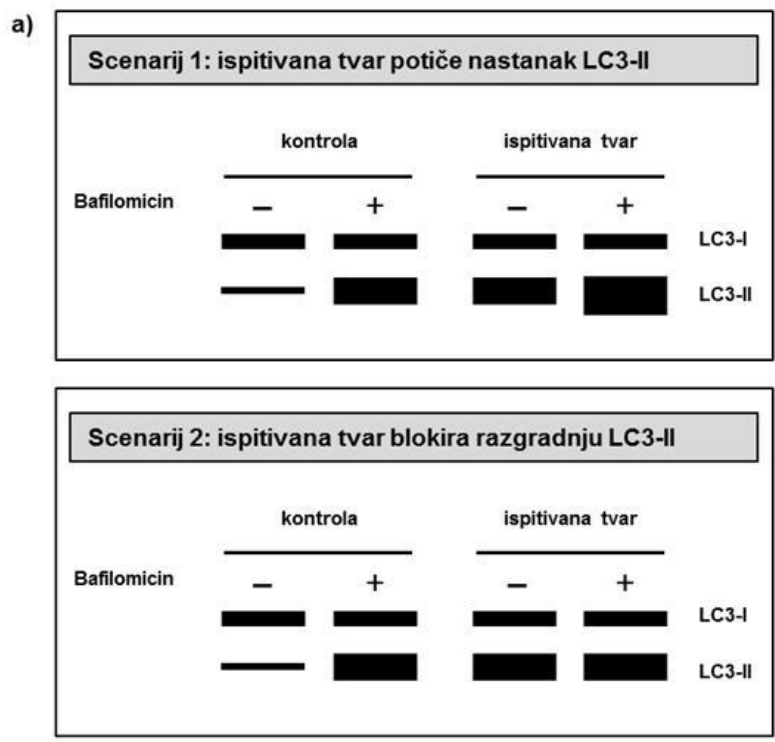 a)
Scenarij 1: ispitivana tvar potiče nastanak LC3-II
kontrola ispitivana tvar
Bafilomicin – + – +
LC3-I
LC3-II
Scenarij 2: ispitivana tvar blokira razgradnju LC3-II
kontrola ispitivana tvar
Bafilomicin – + – +
LC3-I
LC3-II